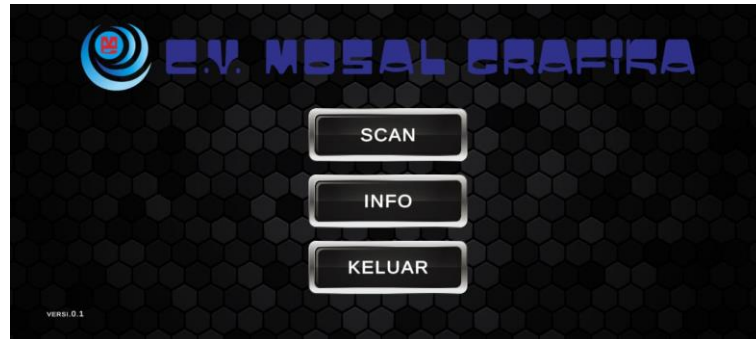 C.V. MOSAL GRAFIKA
SCAN
INFO
KELUAR
VERSI.0.1